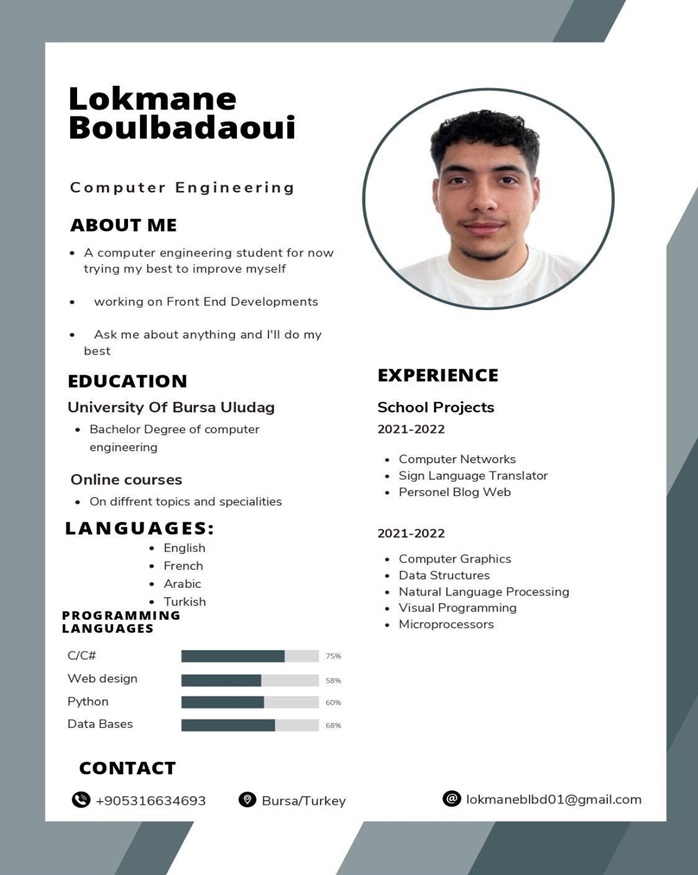 Lokmane
Boulbadaoui
Computer Engineering
ABOUT ME
• A computer engineering student for now
trying my best to improve myself
• working on Front End Developments
• Ask me about anything and I'll do my
best
EDUCATION
University Of Bursa Uludag
• Bachelor Degree of computer
engineering
Online courses
• On diffrent topics and specialities
LANGUAGES:
• English
• French
• Arabic
• Turkish
PROGRAMMING
LANGUAGES
C/C# 75%
Web design 58%
Python 60%
Data Bases 68%
EXPERIENCE
School Projects
2021-2022
• Computer Networks
• Sign Language Translator
• Personel Blog Web
2021-2022
• Computer Graphics
• Data Structures
• Natural Language Processing
• Visual Programming
• Microprocessors
CONTACT
+905316634693
Bursa/Turkey
@ lokmaneblbd01@gmail.com